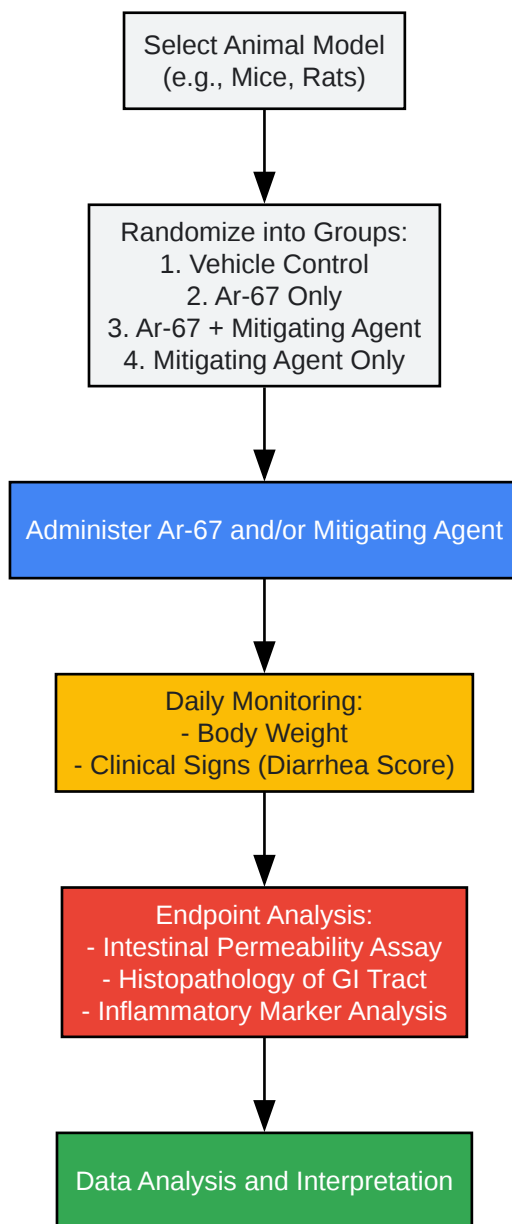 Select Animal Model
(e.g., Mice, Rats)
Randomize into Groups:
1. Vehicle Control
2. Ar-67 Only
3. Ar-67 + Mitigating Agent
4. Mitigating Agent Only
Administer Ar-67 and/or Mitigating Agent
Daily Monitoring:
- Body Weight
- Clinical Signs (Diarrhea Score)
Endpoint Analysis:
- Intestinal Permeability Assay
- Histopathology of GI Tract
- Inflammatory Marker Analysis
Data Analysis and Interpretation